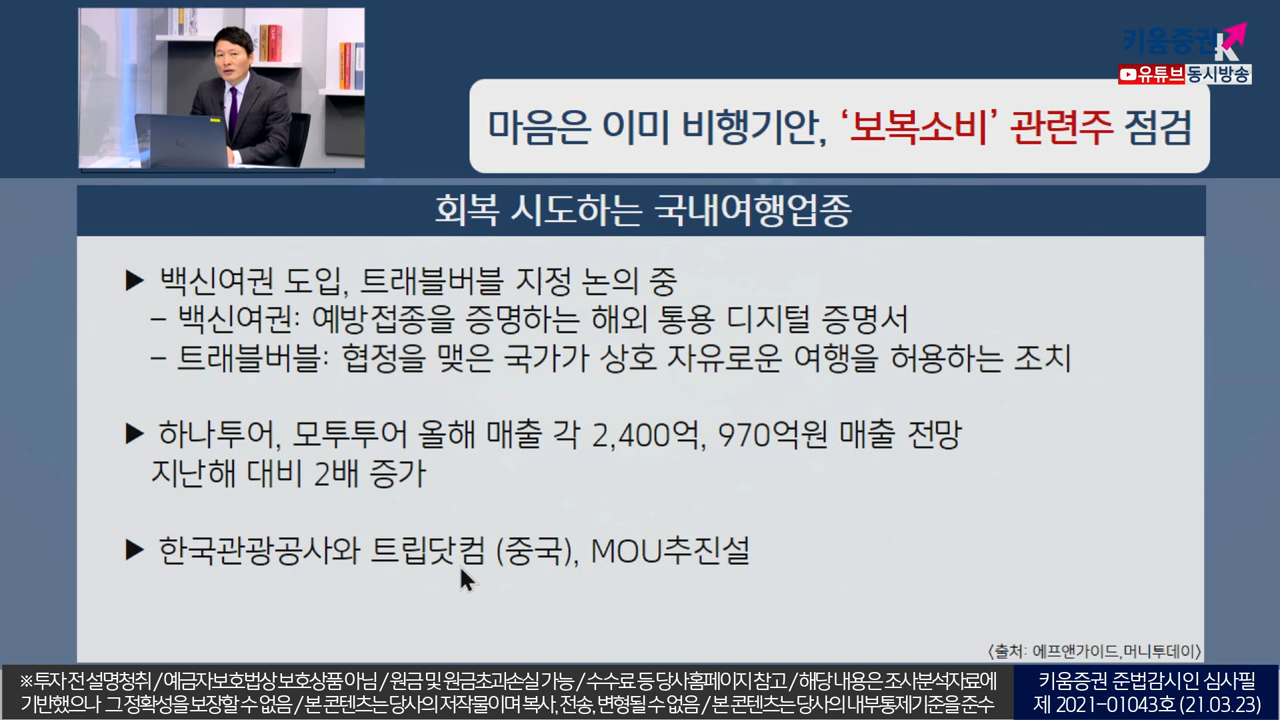 키움증권
유튜브동시방송
마음은 이미 비행기안, ‘보복소비’ 관련주 점검
회복 시도하는 국내여행업종
▶ 백신여권 도입, 트래블버블 지정 논의 중
– 백신여권: 예방접종을 증명하는 해외 통용 디지털 증명서
– 트래블버블: 협정을 맺은 국가가 상호 자유로운 여행을 허용하는 조치
▶ 하나투어, 모투투어 올해 매출 각 2,400억, 970억원 매출 전망
지난해 대비 2배 증가
▶ 한국관광공사와 트립닷컴 (중국), MOU추진설
〈출처: 에프앤가이드,머니투데이〉
※ 투자 전 설명청취 / 예금자보호법상 보호상품 아님 / 원금 및 원금초과손실 가능 / 수수료 등 당사홈페이지 참고 / 해당 내용은 조사분석자료에
기반했으나 그 정확성을 보장할 수 없음 / 본 콘텐츠는 당사의 저작물이며 복사, 전송, 변형될 수 없음 / 본 콘텐츠는 당사의 내부통제기준을 준수
키움증권 준법감시인 심사필
제 2021-01043호 (21.03.23)